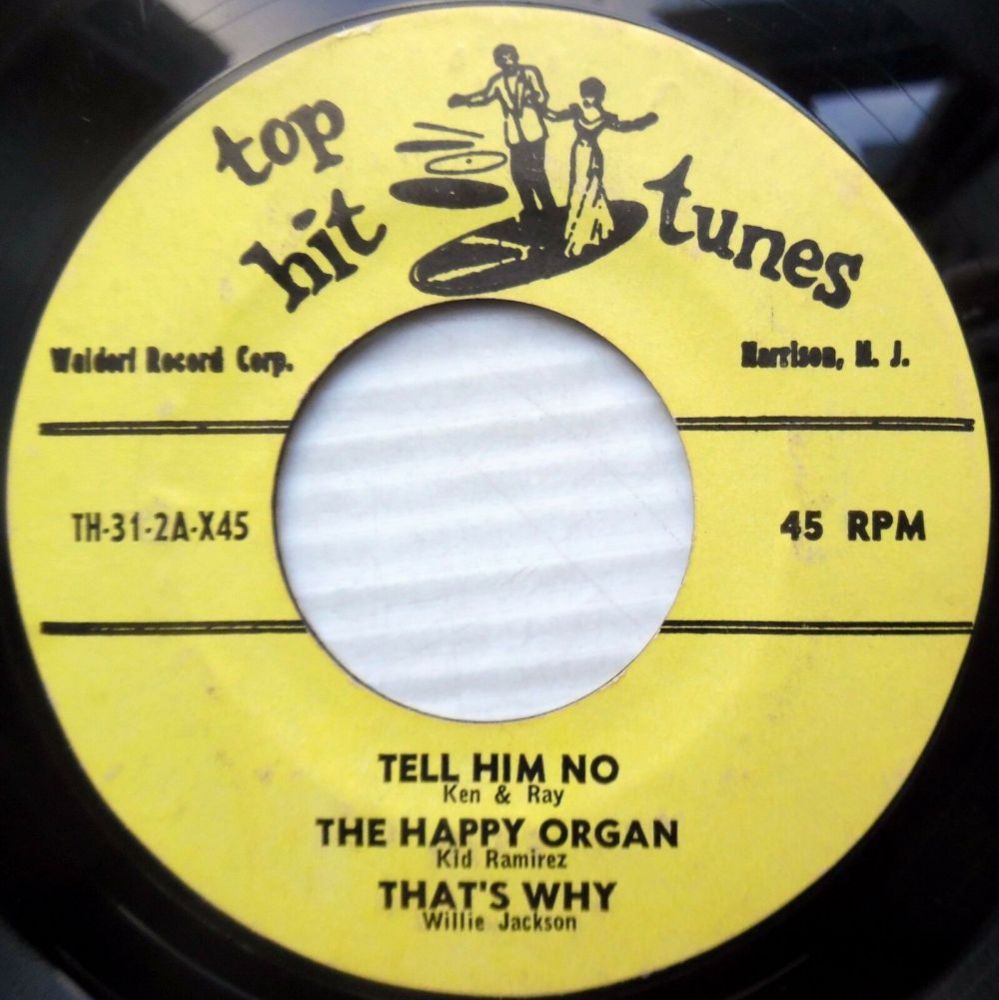 top
hit tunes
Waldorf Record Corp. Harrison, N. J.
TH-31-2A-X45 45 RPM
TELL HIM NO
Ken & Ray
THE HAPPY ORGAN
Kid Ramirez
THAT'S WHY
Willie Jackson